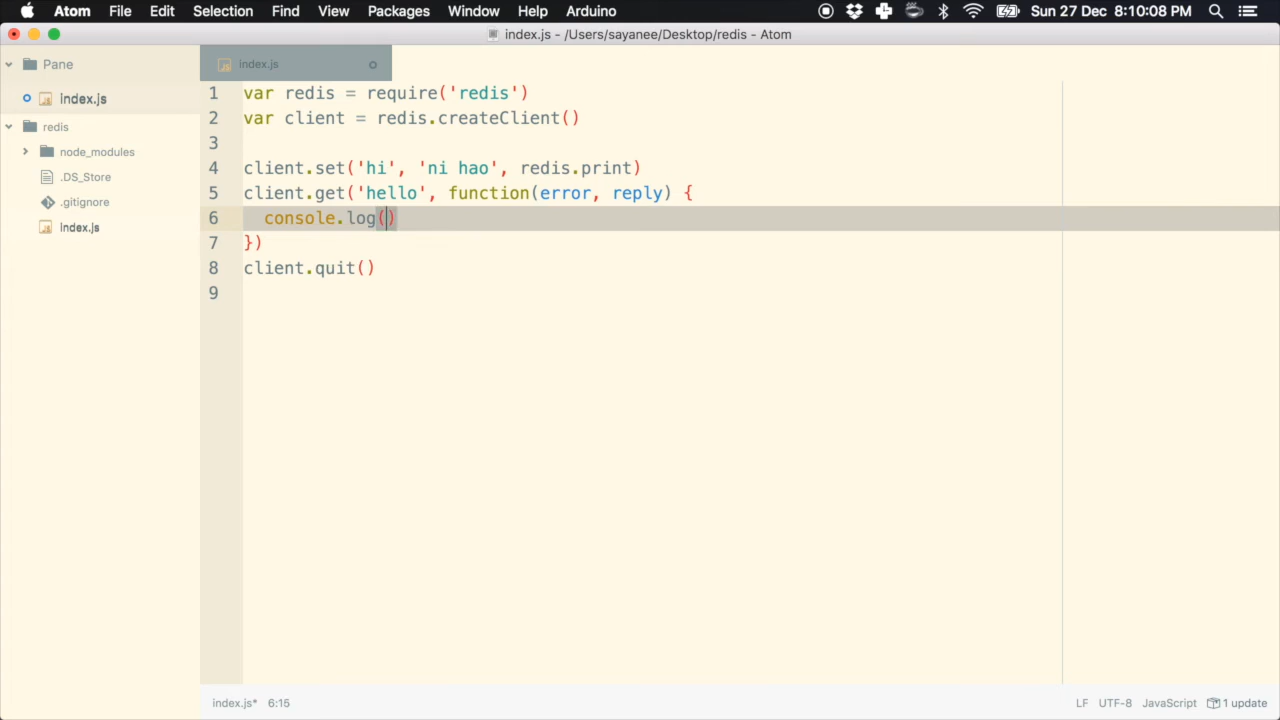 Atom File Edit Selection Find View Packages Window Help Arduino Sun 27 Dec 8:10:08 PM
index.js - /Users/sayanee/Desktop/redis - Atom
Pane
index.js
redis
node_modules
.DS_Store
.gitignore
index.js
index.js
1 var redis = require('redis')
2 var client = redis.createClient()
3
4 client.set('hi', 'ni hao', redis.print)
5 client.get('hello', function(error, reply) {
6   console.log()
7 })
8 client.quit()
9
index.js* 6:15 LF UTF-8 JavaScript 1 update